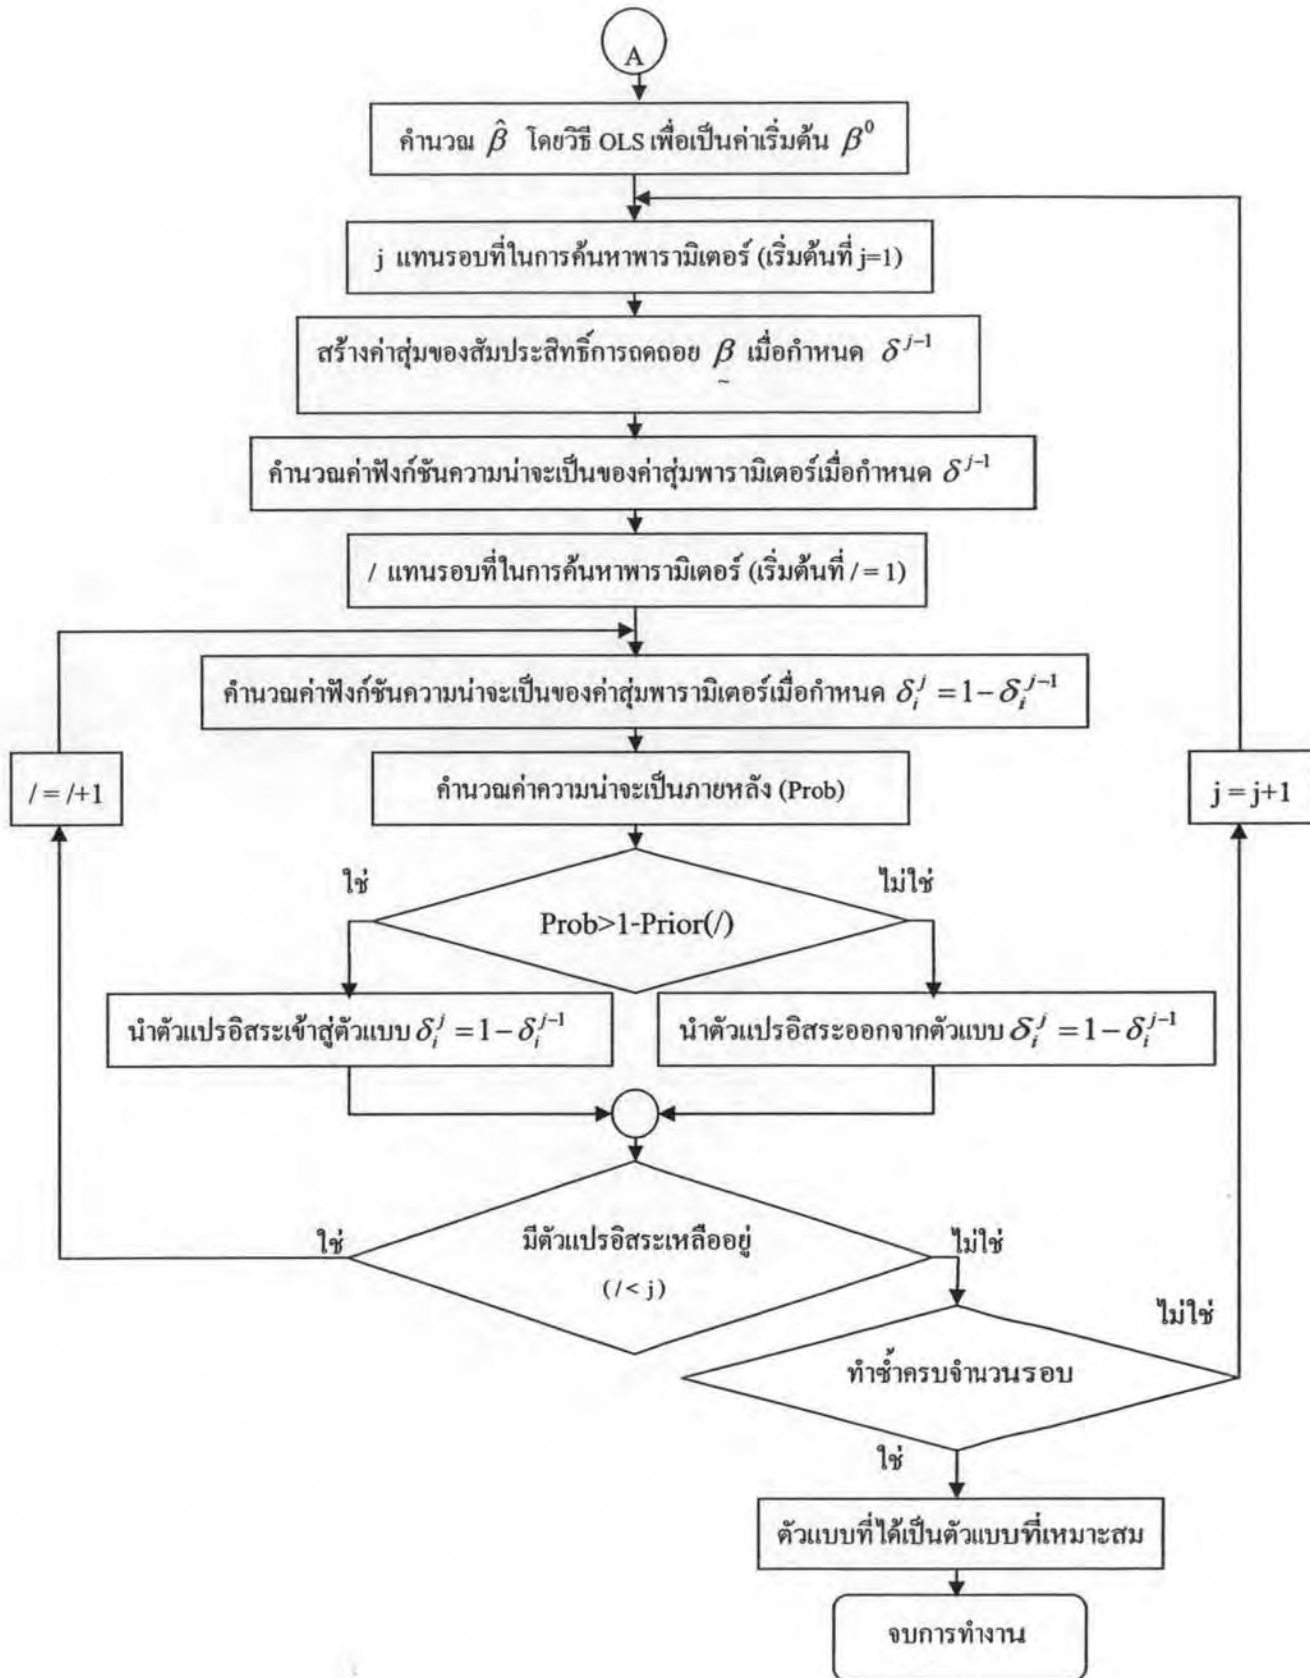 A
คำนวณ β̂ โดยวิธี OLS เพื่อเป็นค่าเริ่มต้น β⁰
j แทนรอบที่ในการค้นหาพารามิเตอร์ (เริ่มต้นที่ j=1)
สร้างค่าสุ่มของสัมประสิทธิ์การถดถอย β̰ เมื่อกำหนด δ^{j-1}
คำนวณค่าฟังก์ชันความน่าจะเป็นของค่าสุ่มพารามิเตอร์เมื่อกำหนด δ^{j-1}
/ แทนรอบที่ในการค้นหาพารามิเตอร์ (เริ่มต้นที่ / = 1)
คำนวณค่าฟังก์ชันความน่าจะเป็นของค่าสุ่มพารามิเตอร์เมื่อกำหนด δ_i^j = 1 − δ_i^{j-1}
/ = /+1
คำนวณค่าความน่าจะเป็นภายหลัง (Prob)
j = j+1
ใช่
ไม่ใช่
Prob>1-Prior(/)
นำตัวแปรอิสระเข้าสู่ตัวแบบ δ_i^j = 1 − δ_i^{j-1}
นำตัวแปรอิสระออกจากตัวแบบ δ_i^j = 1 − δ_i^{j-1}
ใช่
มีตัวแปรอิสระเหลืออยู่
(/ < j)
ไม่ใช่
ไม่ใช่
ทำซ้ำครบจำนวนรอบ
ใช่
ตัวแบบที่ได้เป็นตัวแบบที่เหมาะสม
จบการทำงาน